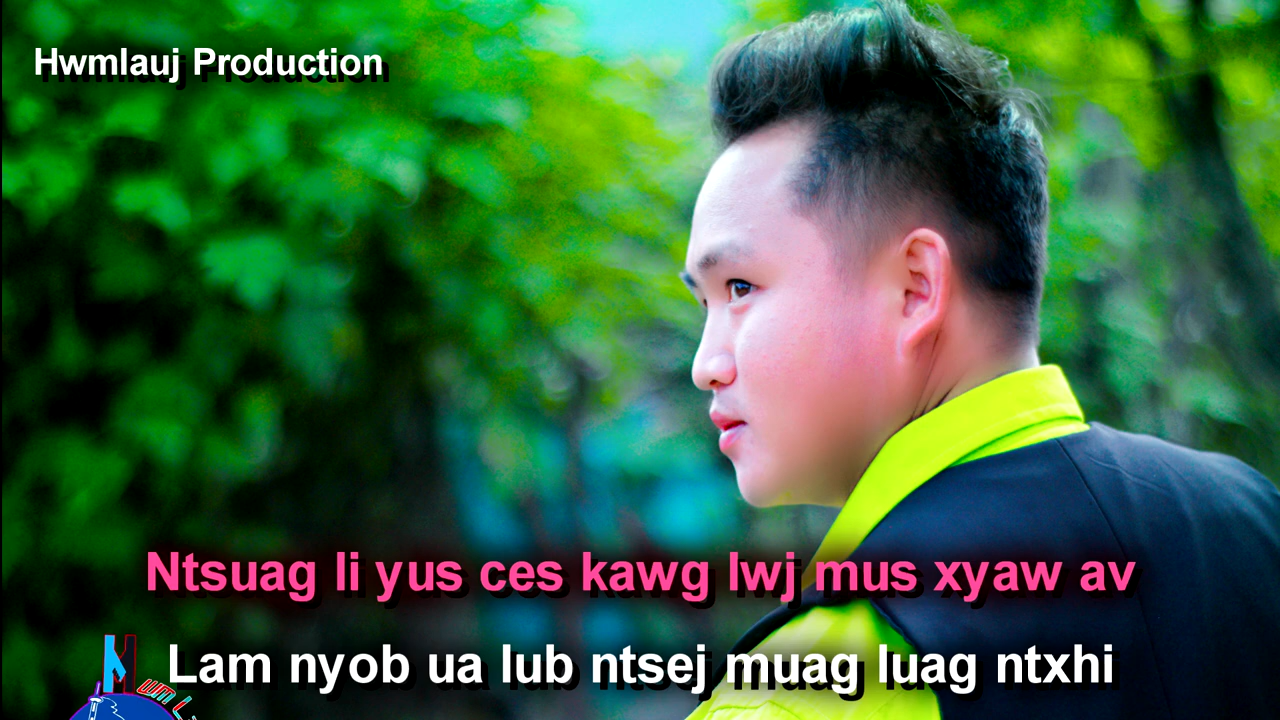 Hwmlauj Production
Ntsuag li yus ces kawg lwj mus xyaw av
Lam nyob ua lub ntsej muag luag ntxhi